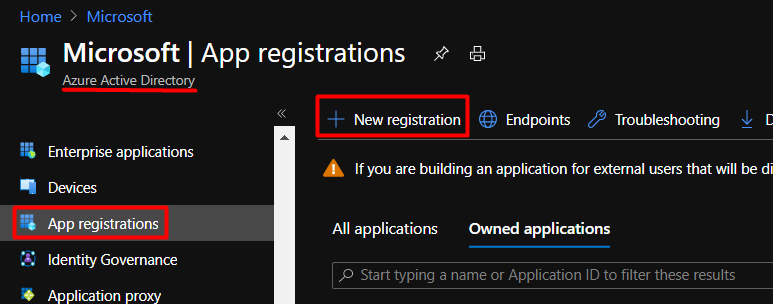 Home > Microsoft
Microsoft | App registrations
Azure Active Directory
«
Enterprise applications
Devices
App registrations
Identity Governance
Application proxy
+ New registration Endpoints Troubleshooting D
If you are building an application for external users that will be di
All applications Owned applications
Start typing a name or Application ID to filter these results